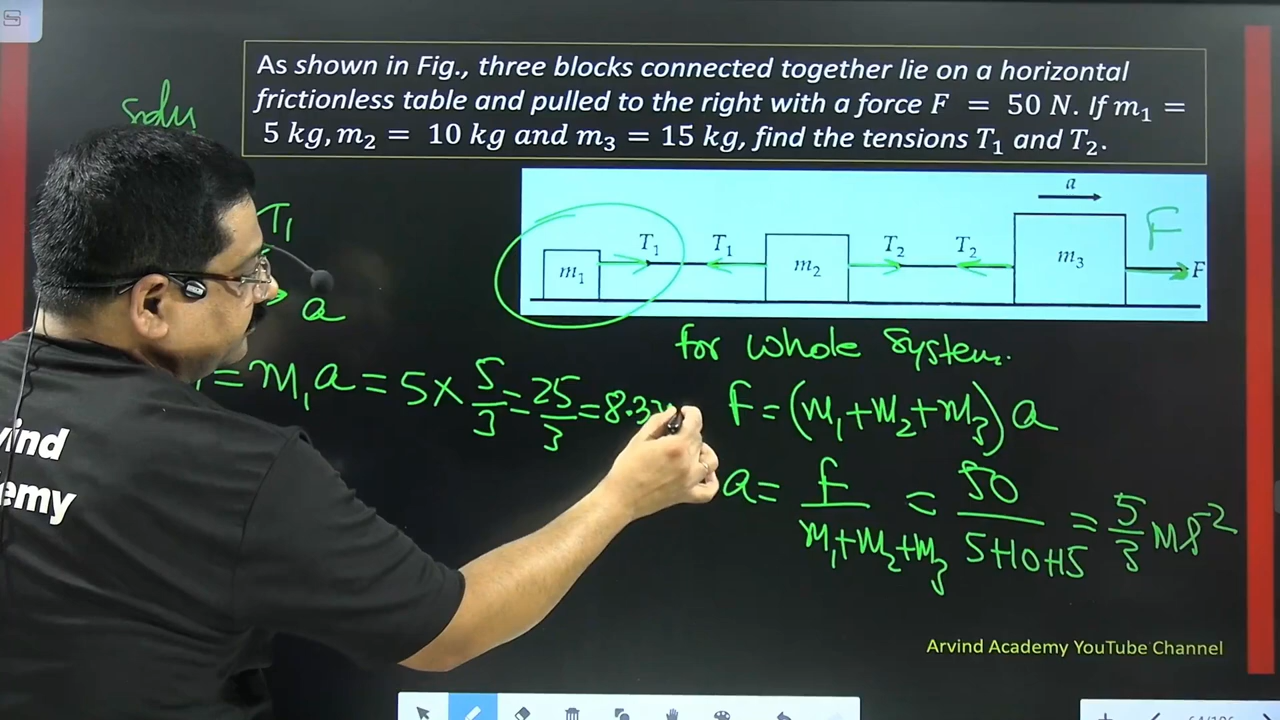 As shown in Fig., three blocks connected together lie on a horizontal
frictionless table and pulled to the right with a force F = 50 N. If m₁ =
5 kg, m₂ = 10 kg and m₃ = 15 kg, find the tensions T₁ and T₂.
soln
a
F
T₁
T₁ T₁ T₂ T₂
m₁ m₂ m₃ F
a
for whole system.
= m₁a = 5 × 5/3 = 25/3 = 8.33
F = (m₁+m₂+m₃) a
a = F/(m₁+m₂+m₃) = 50/(5+10+15) = 5/3 ms⁻²
Arvind Academy YouTube Channel
vind
emy